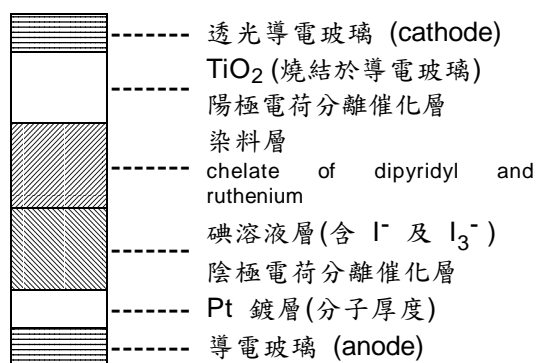 透光導電玻璃 (cathode)
TiO2 (燒結於導電玻璃)
陽極電荷分離催化層
染料層
chelate of dipyridyl and
ruthenium
碘溶液層(含 I- 及 I3- )
陰極電荷分離催化層
Pt 鍍層(分子厚度)
導電玻璃 (anode)